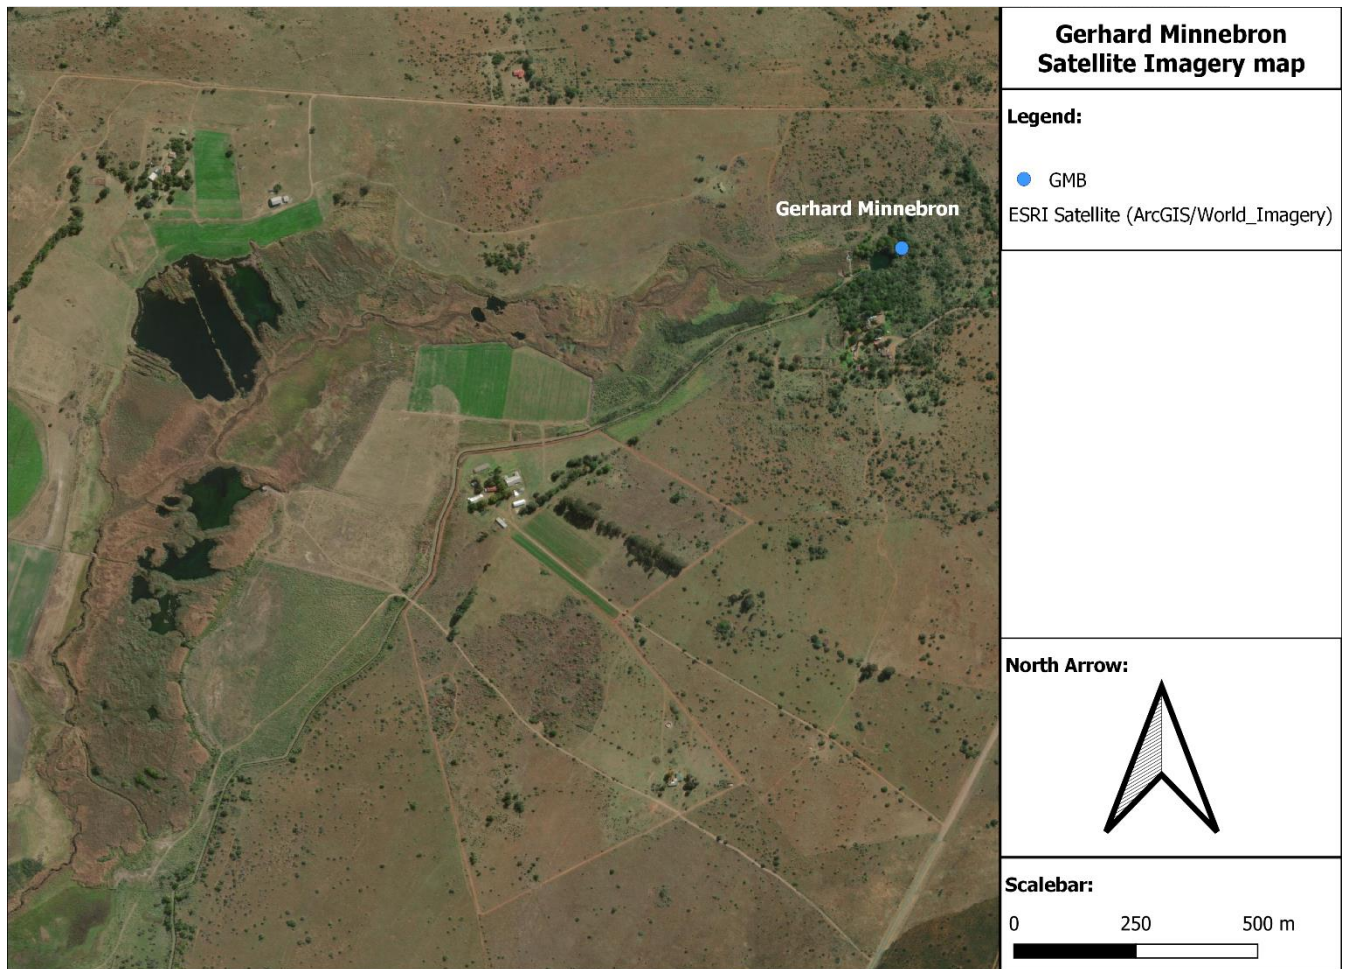 Gerhard Minnebron
Satellite Imagery map
Legend:
GMB
ESRI Satellite (ArcGIS/World_Imagery)
Gerhard Minnebron
North Arrow:
Scalebar:
0 250 500 m